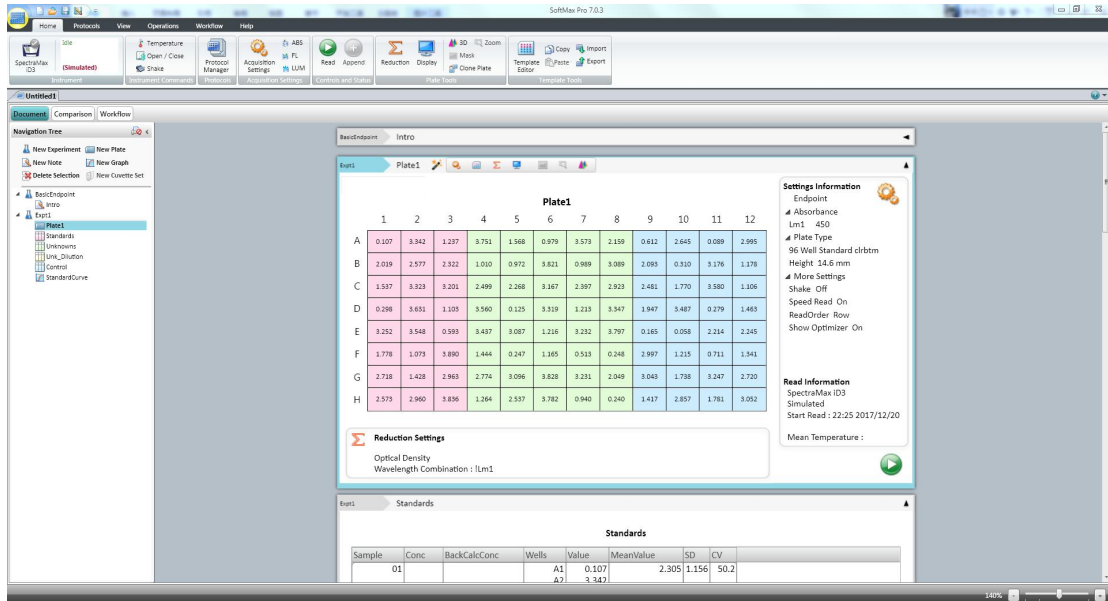 SoftMax Pro 7.0.3
Home Protocols View Operations Workflow Help
SpectraMax iD3
Idle
(Simulated)
Instrument
Temperature
Open / Close
Shake
Instrument Commands
Protocol Manager
Protocols
Acquisition Settings
ABS
FL
LUM
Acquisition Settings
Read Append
Controls and Status
Reduction Display
3D Zoom
Mask
Clone Plate
Plate Tools
Template Editor
Copy Import
Paste Export
Template Tools
Untitled1
Document Comparison Workflow
Navigation Tree
New Experiment New Plate
New Note New Graph
Delete Selection New Cuvette Set
BasicEndpoint
Intro
Expt1
Plate1
Standards
Unknowns
Unk_Dilution
Control
StandardCurve
BasicEndpoint Intro
Expt1 Plate1
Plate1
1 2 3 4 5 6 7 8 9 10 11 12
A 0.107 3.342 1.237 3.751 1.568 0.979 3.573 2.159 0.612 2.645 0.089 2.995
B 2.019 2.577 2.322 1.010 0.972 3.821 0.989 3.089 2.093 0.310 3.176 1.178
C 1.537 3.323 3.201 2.499 2.268 3.167 2.397 2.923 2.481 1.770 3.580 1.106
D 0.298 3.631 1.103 3.560 0.125 3.319 1.213 3.347 1.947 3.487 0.279 1.463
E 3.252 3.548 0.593 3.437 3.087 1.216 3.232 3.797 0.165 0.058 2.214 2.245
F 1.778 1.073 3.890 1.444 0.247 1.165 0.513 0.248 2.997 1.215 0.711 1.341
G 2.718 1.428 2.963 2.774 3.096 3.828 3.231 2.049 3.043 1.738 3.247 2.720
H 2.573 2.960 3.836 1.264 2.537 3.782 0.940 0.240 1.417 2.857 1.781 3.052
Settings Information
Endpoint
Absorbance
Lm1 450
Plate Type
96 Well Standard clrbtm
Height 14.6 mm
More Settings
Shake Off
Speed Read On
ReadOrder Row
Show Optimizer On
Read Information
SpectraMax iD3
Simulated
Start Read : 22:25 2017/12/20
Mean Temperature :
Reduction Settings
Optical Density
Wavelength Combination : !Lm1
Expt1 Standards
Standards
Sample Conc BackCalcConc Wells Value MeanValue SD CV
01 A1 0.107 2.305 1.156 50.2
A2 3.342
140%